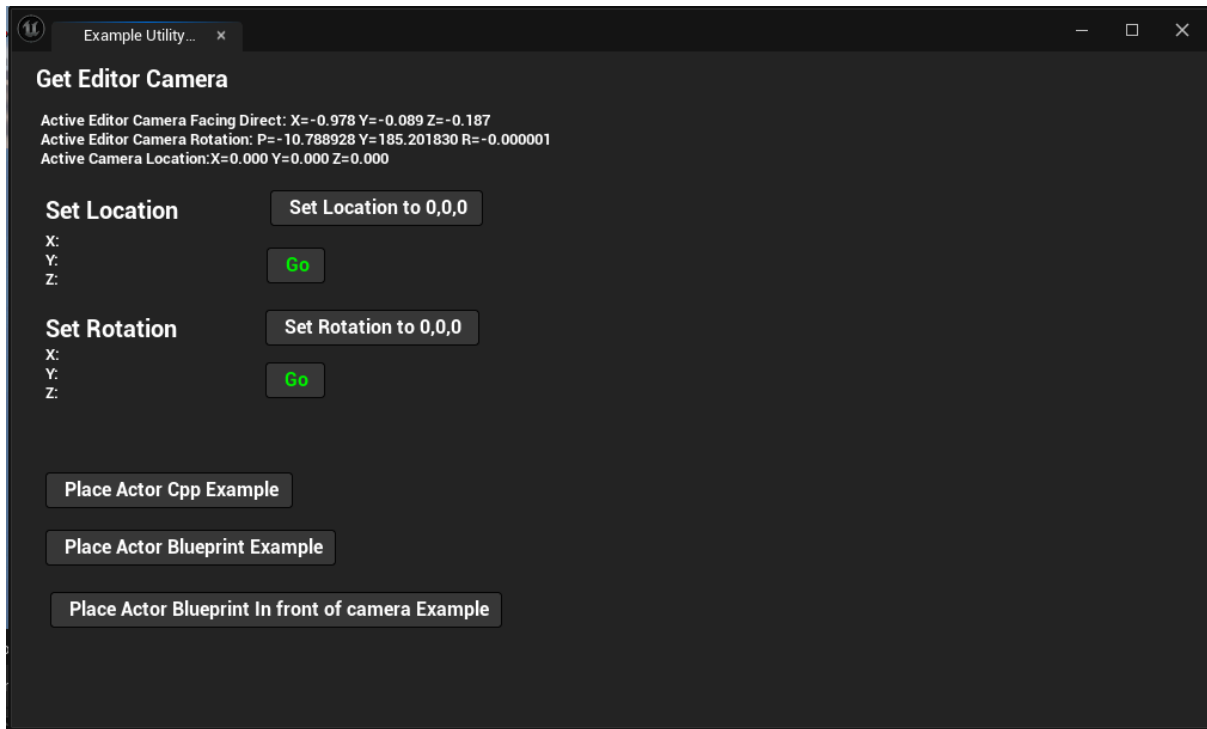 Example Utility...
Get Editor Camera
Active Editor Camera Facing Direct: X=-0.978 Y=-0.089 Z=-0.187
Active Editor Camera Rotation: P=-10.788928 Y=185.201830 R=-0.000001
Active Camera Location:X=0.000 Y=0.000 Z=0.000
Set Location
Set Location to 0,0,0
X:
Y:
Z:
Go
Set Rotation
Set Rotation to 0,0,0
X:
Y:
Z:
Go
Place Actor Cpp Example
Place Actor Blueprint Example
Place Actor Blueprint In front of camera Example